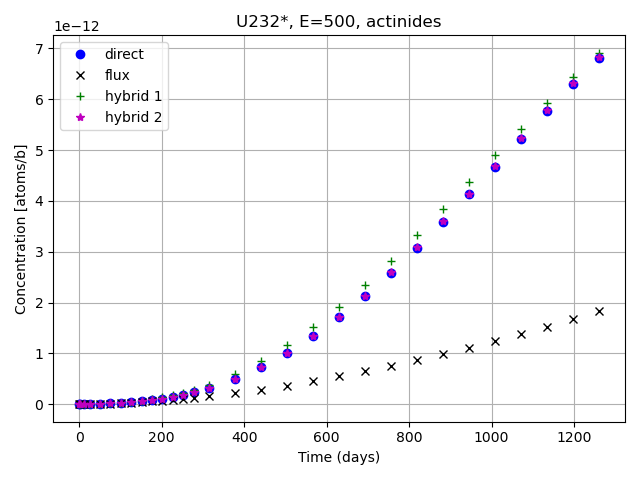 U232*, E=500, actinides
1e−12
direct
flux
hybrid 1
hybrid 2
7
6
5
4
3
2
1
0
Concentration [atoms/b]
0 200 400 600 800 1000 1200
Time (days)